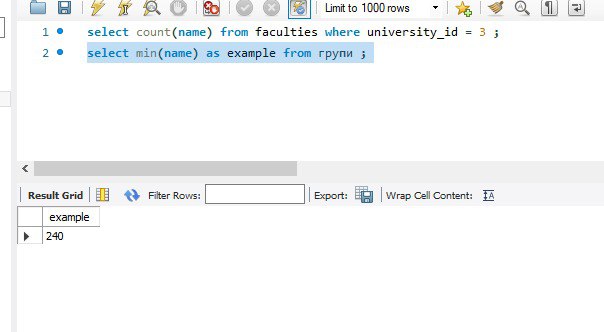 Limit to 1000 rows
1 select count(name) from faculties where university_id = 3 ;
2 select min(name) as example from групи ;
Result Grid Filter Rows: Export: Wrap Cell Content:
example
240